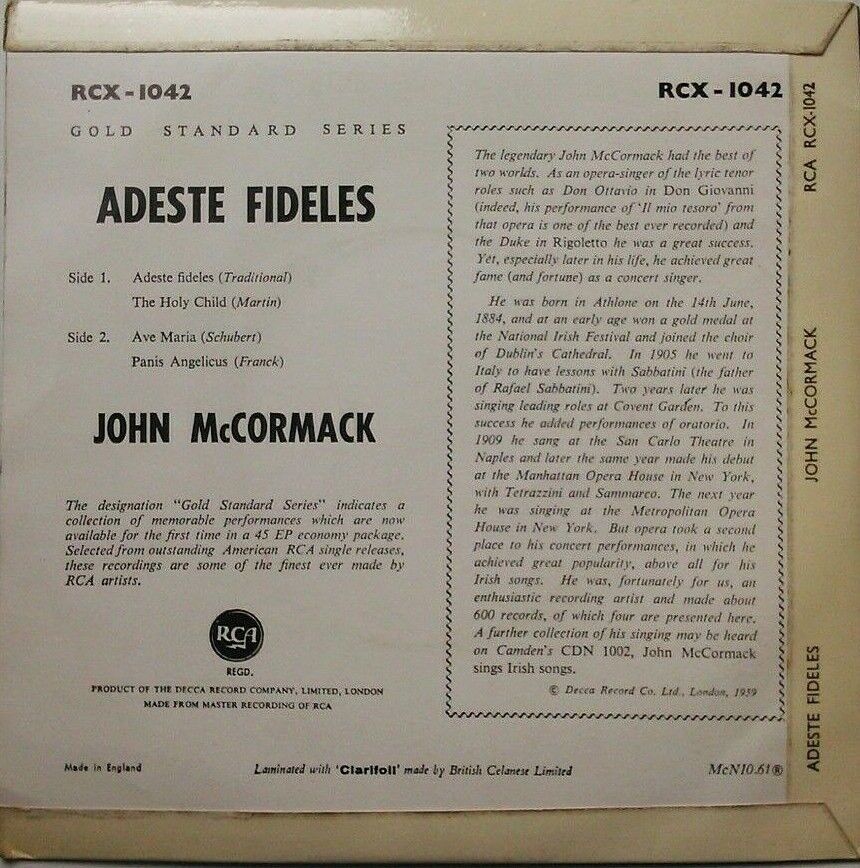 RCX - 1042
GOLD STANDARD SERIES
ADESTE FIDELES
Side 1. Adeste fideles (Traditional)
The Holy Child (Martin)
Side 2. Ave Maria (Schubert)
Panis Angelicus (Franck)
JOHN McCORMACK
The designation "Gold Standard Series" indicates a
collection of memorable performances which are now
available for the first time in a 45 EP economy package.
Selected from outstanding American RCA single releases,
these recordings are some of the finest ever made by
RCA artists.
RCA
REGD.
PRODUCT OF THE DECCA RECORD COMPANY, LIMITED, LONDON
MADE FROM MASTER RECORDING OF RCA
RCX - 1042
The legendary John McCormack had the best of
two worlds. As an opera-singer of the lyric tenor
roles such as Don Ottavio in Don Giovanni
(indeed, his performance of 'Il mio tesoro' from
that opera is one of the best ever recorded) and
the Duke in Rigoletto he was a great success.
Yet, especially later in his life, he achieved great
fame (and fortune) as a concert singer.
He was born in Athlone on the 14th June,
1884, and at an early age won a gold medal at
the National Irish Festival and joined the choir
of Dublin's Cathedral. In 1905 he went to
Italy to have lessons with Sabbatini (the father
of Rafael Sabbatini). Two years later he was
singing leading roles at Covent Garden. To this
success he added performances of oratorio. In
1909 he sang at the San Carlo Theatre in
Naples and later the same year made his debut
at the Manhattan Opera House in New York,
with Tetrazzini and Sammarco. The next year
he was singing at the Metropolitan Opera
House in New York. But opera took a second
place to his concert performances, in which he
achieved great popularity, above all for his
Irish songs. He was, fortunately for us, an
enthusiastic recording artist and made about
600 records, of which four are presented here.
A further collection of his singing may be heard
on Camden's CDN 1002, John McCormack
sings Irish songs.
© Decca Record Co. Ltd., London, 1959
Made in England
Laminated with 'Clarifoil' made by British Celanese Limited
McN10.61®
RCA RCX-1042
JOHN McCORMACK
ADESTE FIDELES